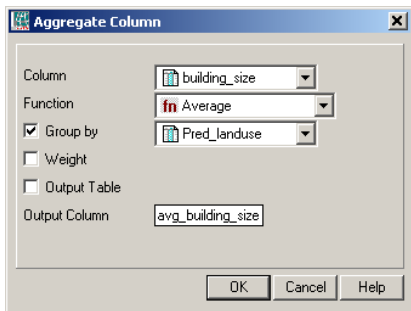 Aggregate Column
Column building_size
Function fn Average
Group by Pred_landuse
Weight
Output Table
Output Column avg_building_size
OK Cancel Help